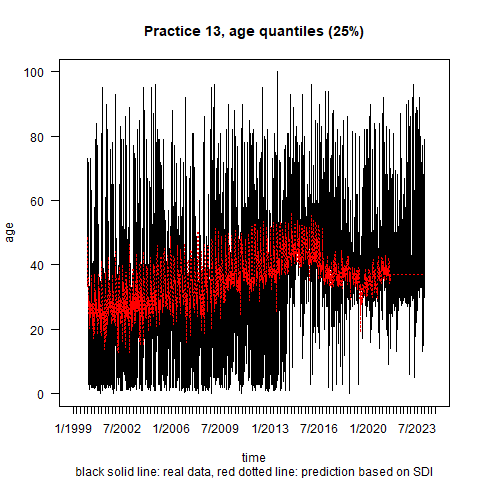 Practice 13, age quantiles (25%)
age
100
80
60
40
20
0
1/1999 7/2002 1/2006 7/2009 1/2013 7/2016 1/2020 7/2023
time
black solid line: real data, red dotted line: prediction based on SDI